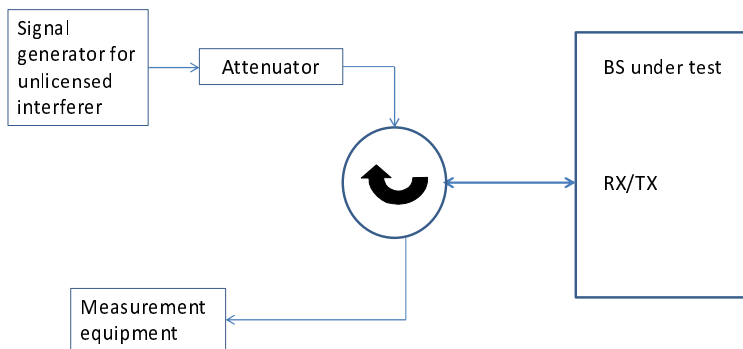 Signal
generator for
unlicensed
interferer
Attenuator
BS under test
RX/TX
Measurement
equipment